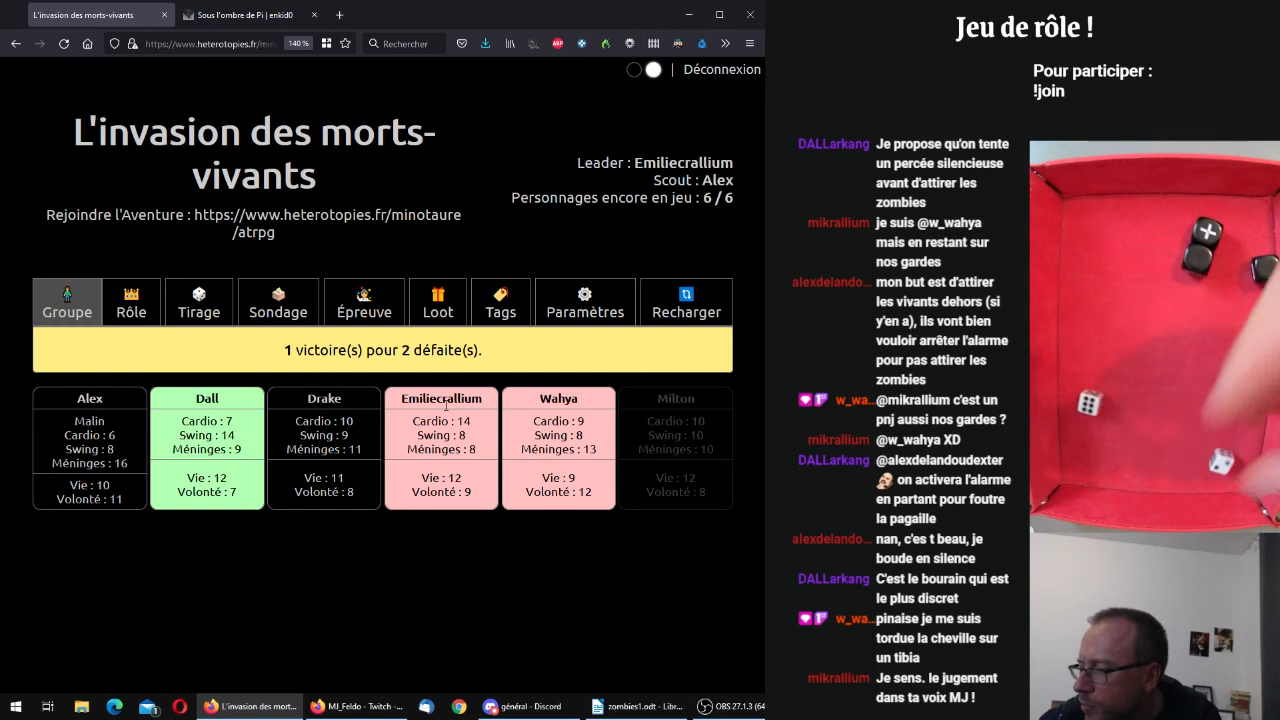 L'invasion des morts-vivants
Sous l'ombre de Pi | enkid0
https://www.heterotopies.fr/mino
140 %
Rechercher
Déconnexion
L'invasion des morts-
vivants
Rejoindre l'Aventure : https://www.heterotopies.fr/minotaure
/atrpg
Leader : Emiliecrallium
Scout : Alex
Personnages encore en jeu : 6 / 6
Groupe
Rôle
Tirage
Sondage
Épreuve
Loot
Tags
Paramètres
Recharger
1 victoire(s) pour 2 défaite(s).
Alex
Malin
Cardio : 6
Swing : 8
Méninges : 16
Vie : 10
Volonté : 11
Dall
Cardio : 7
Swing : 14
Méninges : 9
Vie : 12
Volonté : 7
Drake
Cardio : 10
Swing : 9
Méninges : 11
Vie : 11
Volonté : 8
Emiliecrallium
Cardio : 14
Swing : 8
Méninges : 8
Vie : 12
Volonté : 9
Wahya
Cardio : 9
Swing : 8
Méninges : 13
Vie : 9
Volonté : 12
Milton
Cardio : 10
Swing : 10
Méninges : 10
Vie : 12
Volonté : 8
L'invasion des mort...
MJ_Feldo - Twitch - ...
général - Discord
zombies1.odt - Libr...
OBS 27.1.3 (64
Jeu de rôle !
Pour participer :
!join
DALLarkang Je propose qu'on tente
un percée silencieuse
avant d'attirer les
zombies
mikrallium je suis @w_wahya
mais en restant sur
nos gardes
alexdelando... mon but est d'attirer
les vivants dehors (si
y'en a), ils vont bien
vouloir arrêter l'alarme
pour pas attirer les
zombies
w_wa... @mikrallium c'est un
pnj aussi nos gardes ?
mikrallium @w_wahya XD
DALLarkang @alexdelandoudexter
on activera l'alarme
en partant pour foutre
la pagaille
alexdelando... nan, c'es t beau, je
boude en silence
DALLarkang C'est le bourain qui est
le plus discret
w_wa... pinaise je me suis
tordue la cheville sur
un tibia
mikrallium Je sens. le jugement
dans ta voix MJ !